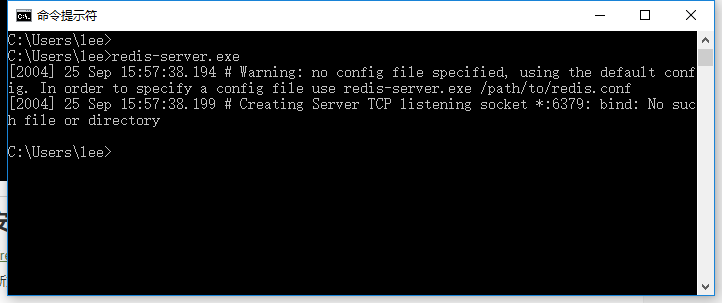 命令提示符
C:\Users\lee>
C:\Users\lee>redis-server.exe
[2004] 25 Sep 15:57:38.194 # Warning: no config file specified, using the default conf
ig. In order to specify a config file use redis-server.exe /path/to/redis.conf
[2004] 25 Sep 15:57:38.199 # Creating Server TCP listening socket *:6379: bind: No suc
h file or directory
C:\Users\lee>